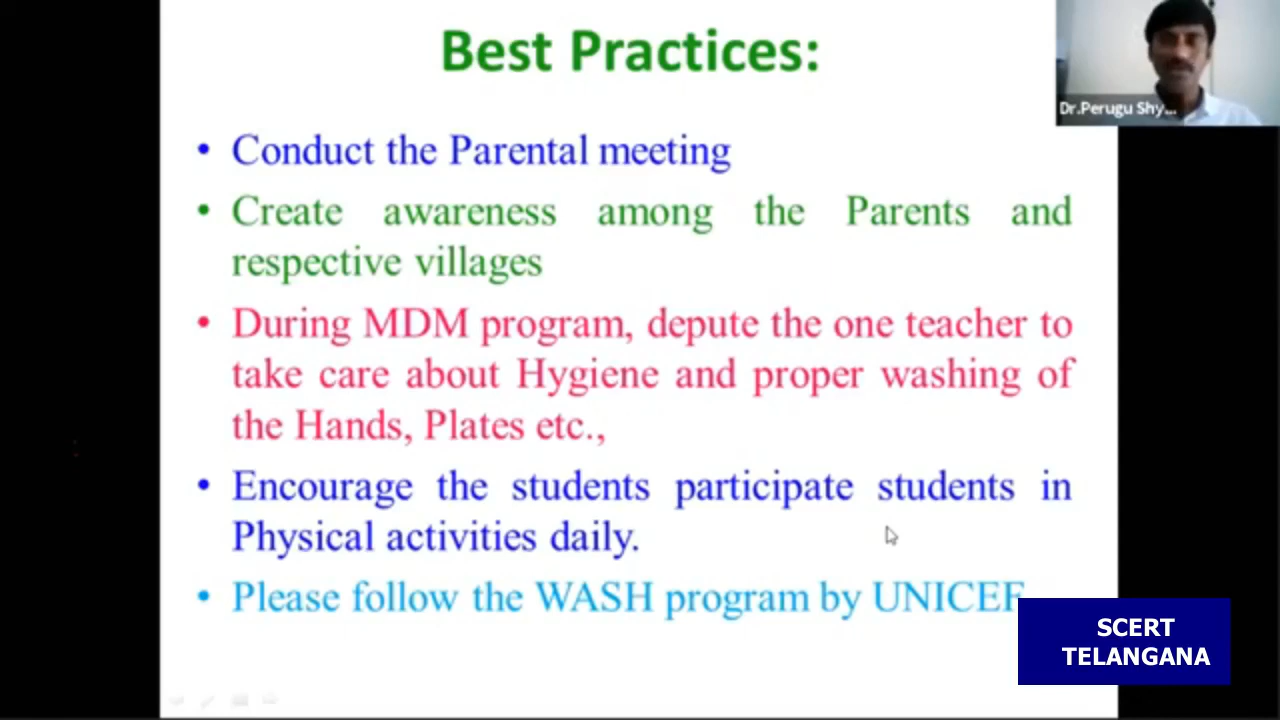 Best Practices:
Dr.Perugu Shy...
• Conduct the Parental meeting
• Create awareness among the Parents and
respective villages
• During MDM program, depute the one teacher to
take care about Hygiene and proper washing of
the Hands, Plates etc.,
• Encourage the students participate students in
Physical activities daily.
• Please follow the WASH program by UNICEF
SCERT
TELANGANA